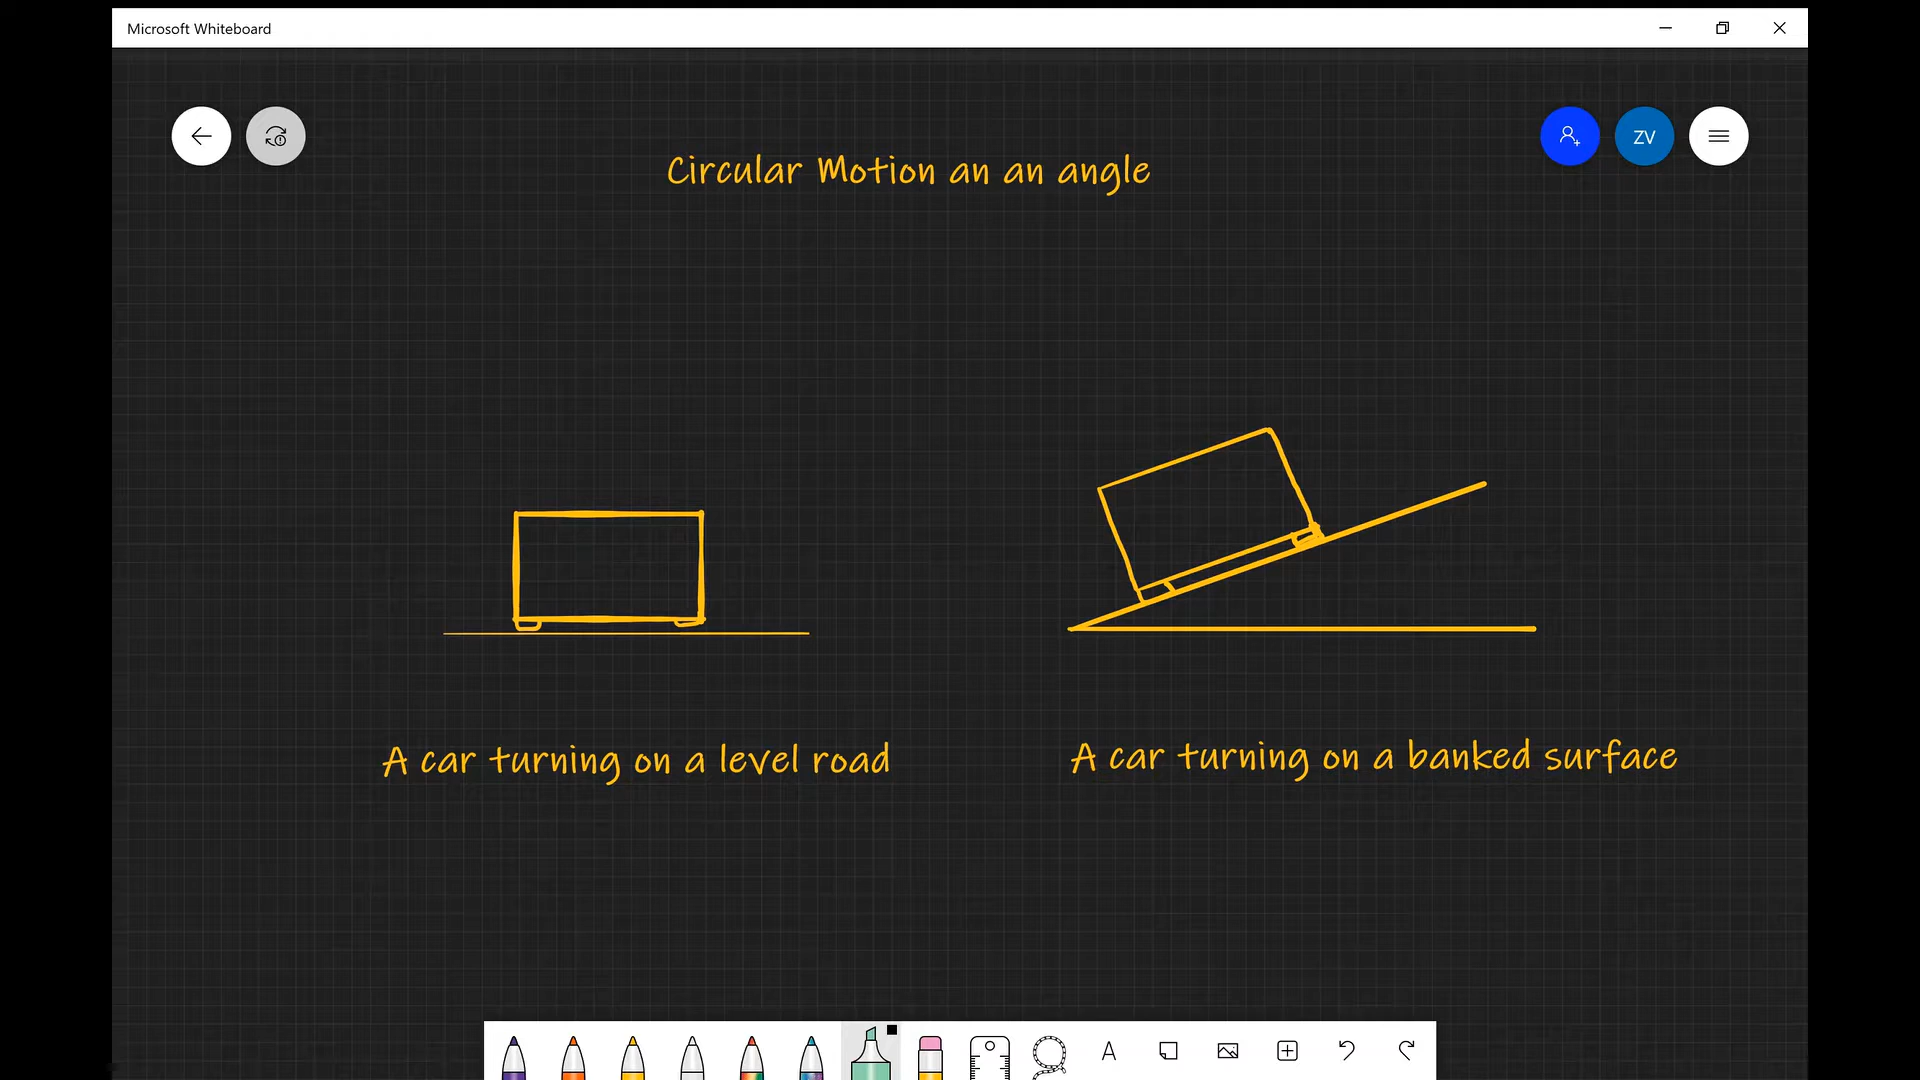 Microsoft Whiteboard
ZV
Circular Motion an an angle
A car turning on a level road
A car turning on a banked surface
A